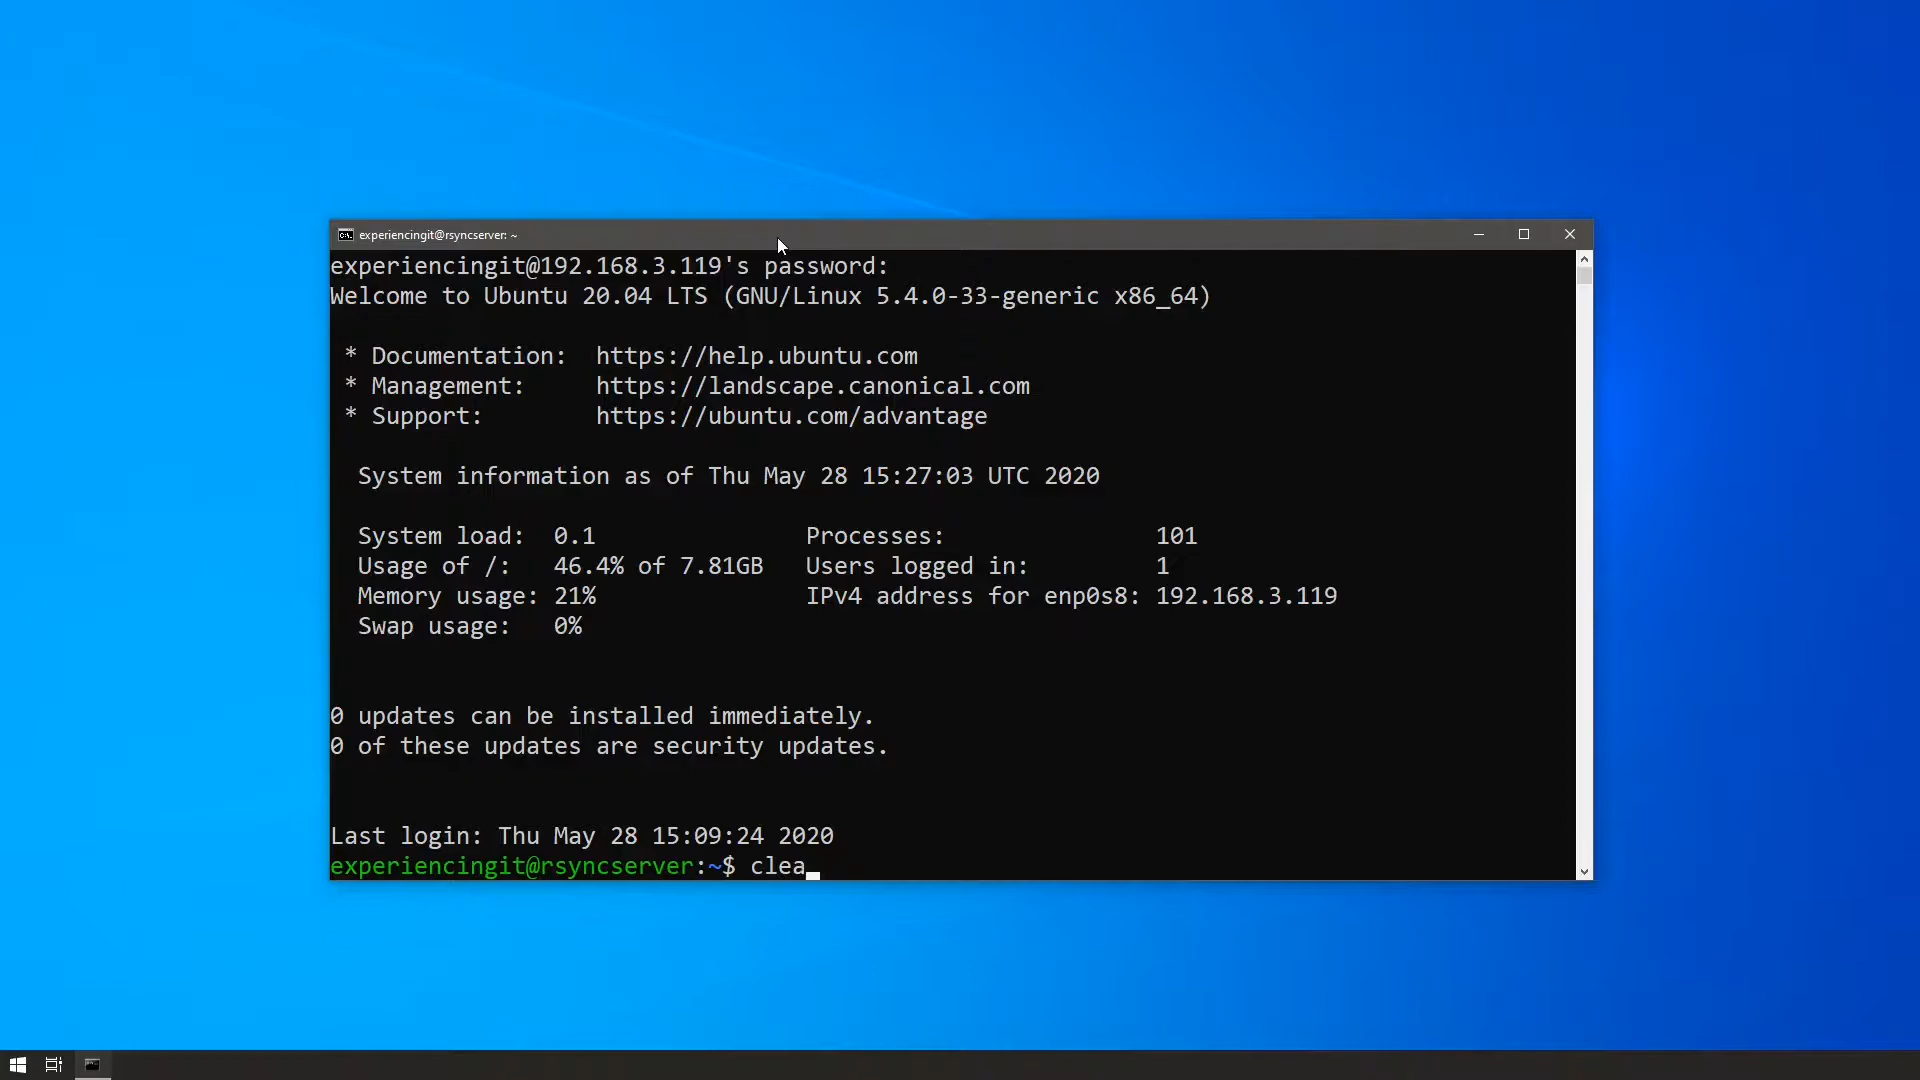 experiencingit@rsyncserver: ~
experiencingit@192.168.3.119's password:
Welcome to Ubuntu 20.04 LTS (GNU/Linux 5.4.0-33-generic x86_64)
* Documentation:  https://help.ubuntu.com
* Management:     https://landscape.canonical.com
* Support:        https://ubuntu.com/advantage
System information as of Thu May 28 15:27:03 UTC 2020
System load:  0.1               Processes:               101
Usage of /:   46.4% of 7.81GB   Users logged in:         1
Memory usage: 21%               IPv4 address for enp0s8: 192.168.3.119
Swap usage:   0%
0 updates can be installed immediately.
0 of these updates are security updates.
Last login: Thu May 28 15:09:24 2020
experiencingit@rsyncserver:~$ clea